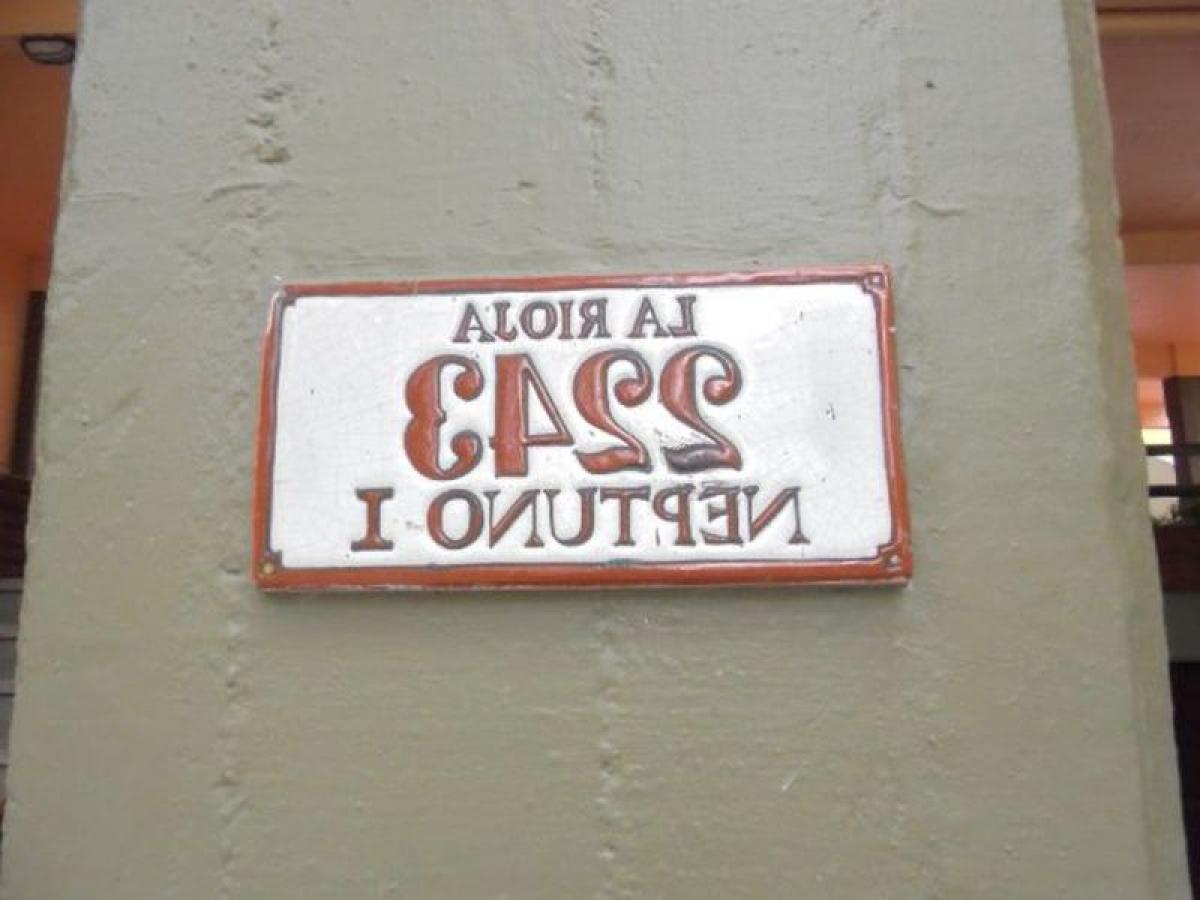 LA RIOJA
2243
NEPTUNO I